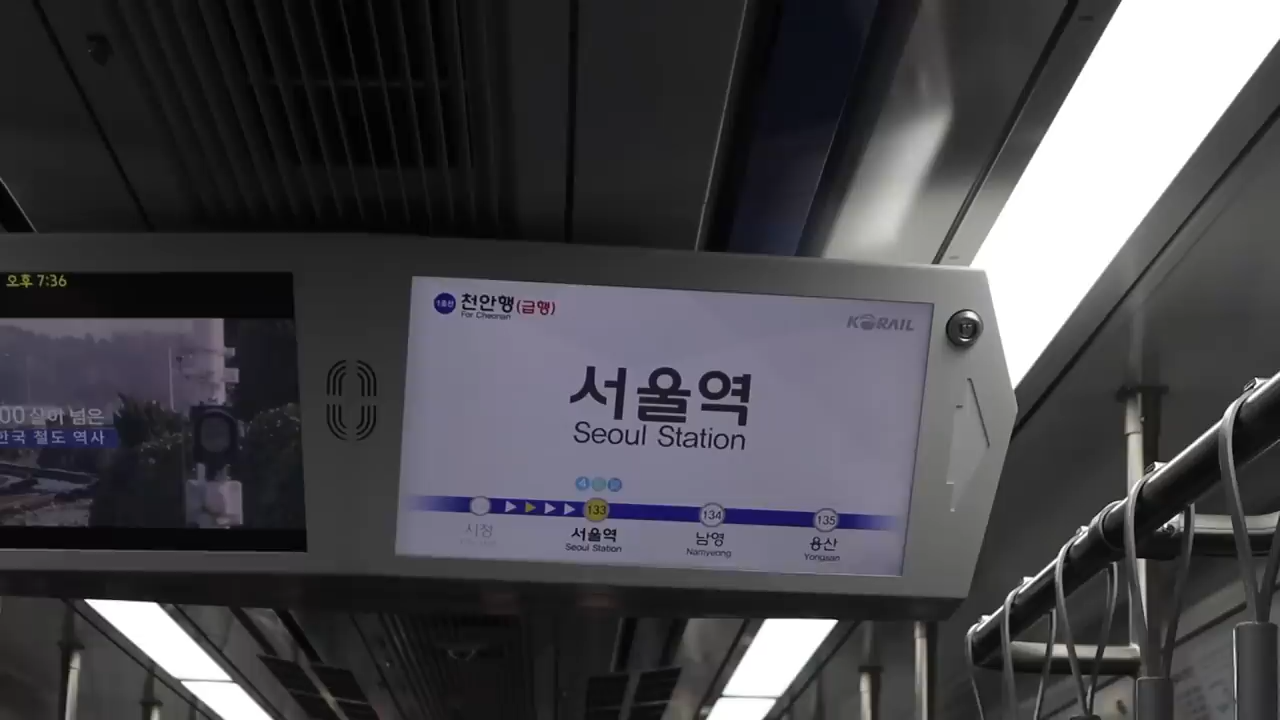 오후 7:36
00 살이 넘은
한국 철도 역사
1호선 천안행(급행)
For Cheonan
KORAIL
서울역
Seoul Station
4
133 134 135
시청 서울역 남영 용산
Seoul Station Namyeong Yongsan